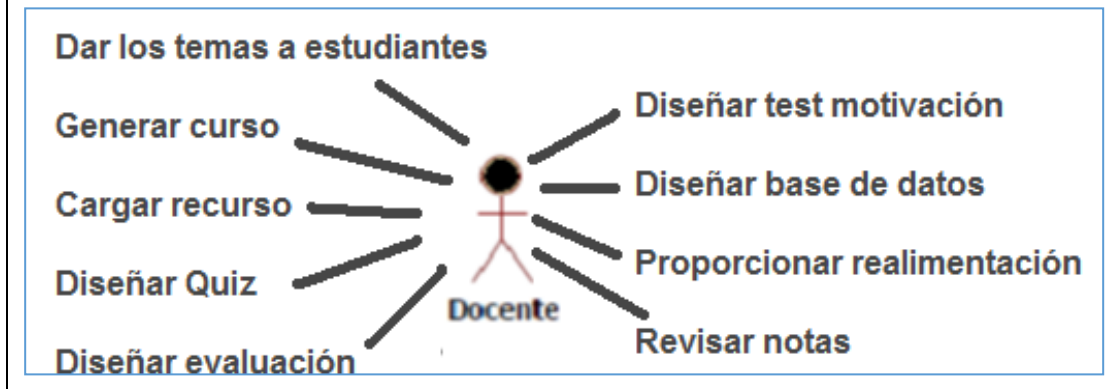 Dar los temas a estudiantes
Generar curso
Cargar recurso
Diseñar Quiz
Diseñar evaluación
Diseñar test motivación
Diseñar base de datos
Proporcionar realimentación
Revisar notas
Docente